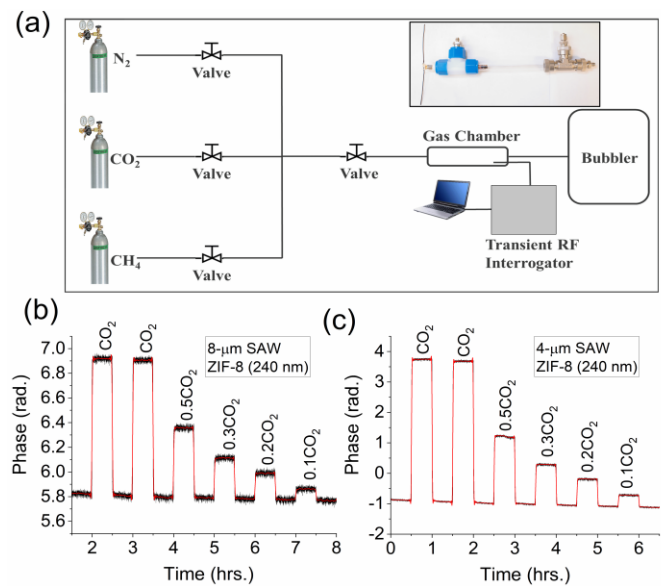 (a)
N₂
Valve
CO₂
Valve
Valve
Gas Chamber
Bubbler
Transient RF
Interrogator
CH₄
Valve
(b)
8-μm SAW
ZIF-8 (240 nm)
CO₂
CO₂
0.5CO₂
0.3CO₂
0.2CO₂
0.1CO₂
Phase (rad.)
7.0
6.8
6.6
6.4
6.2
6.0
5.8
5.6
2 3 4 5 6 7 8
Time (hrs.)
(c)
4-μm SAW
ZIF-8 (240 nm)
CO₂
CO₂
0.5CO₂
0.3CO₂
0.2CO₂
0.1CO₂
Phase (rad.)
4
3
2
1
0
-1
-2
0 1 2 3 4 5 6
Time (hrs.)